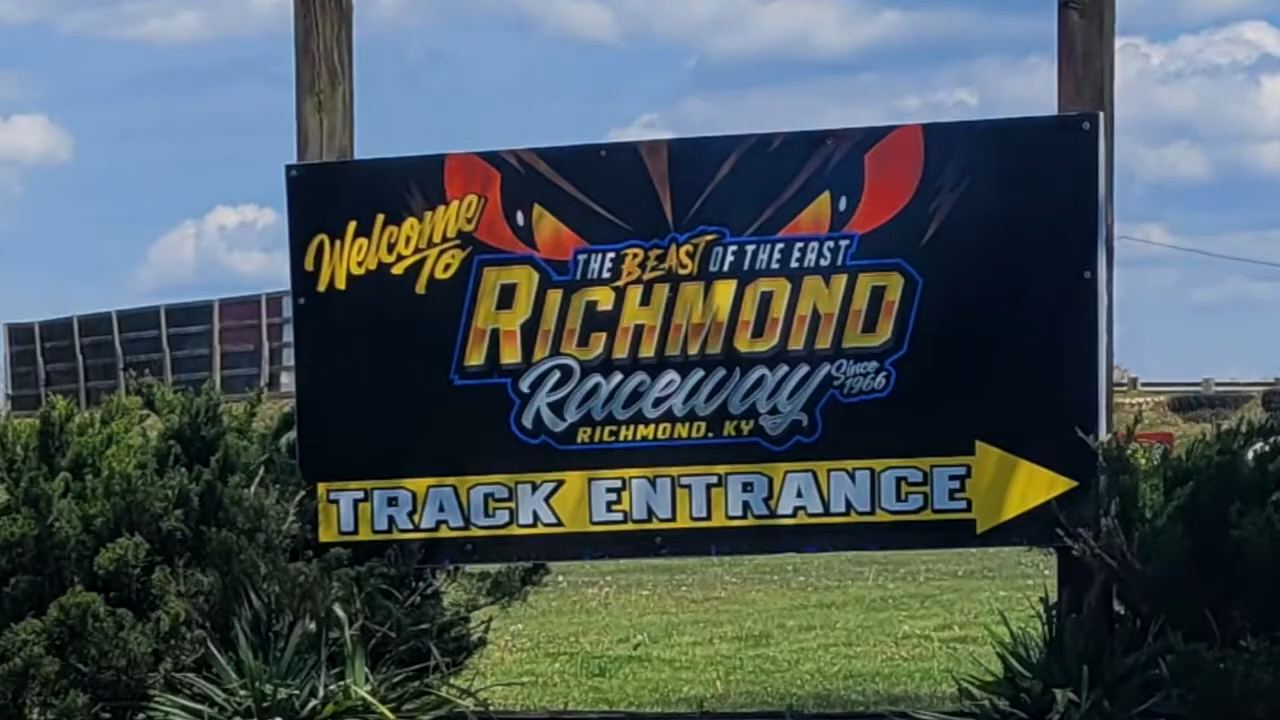 Welcome
To
THE BEAST OF THE EAST
RICHMOND
Raceway
Since
1966
RICHMOND, KY
TRACK ENTRANCE